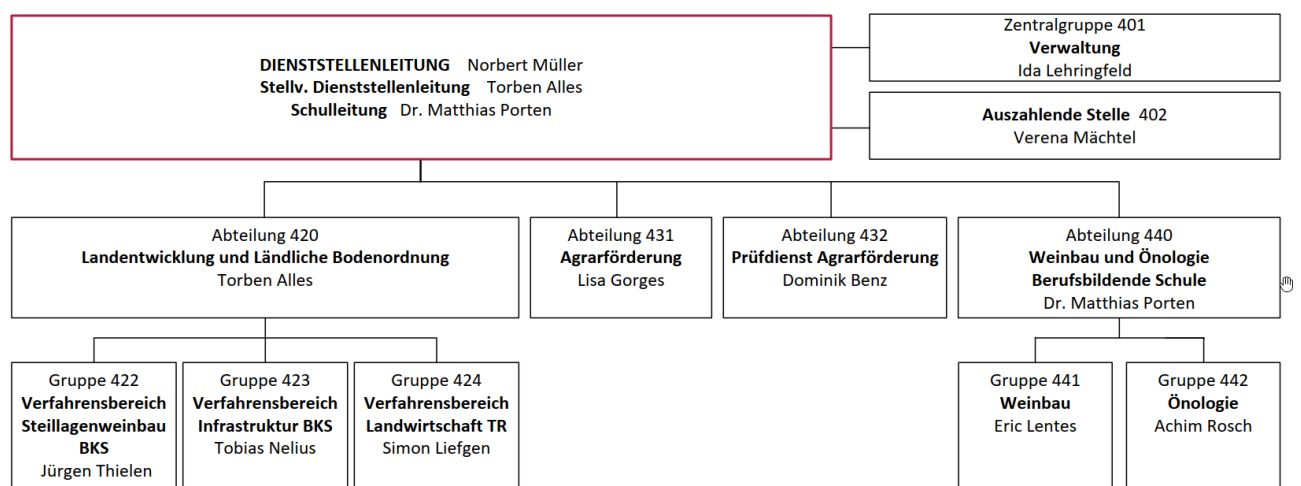 DIENSTSTELLENLEITUNG Norbert Müller
Stellv. Dienststellenleitung Torben Alles
Schulleitung Dr. Matthias Porten
Zentralgruppe 401
Verwaltung
Ida Lehringfeld
Auszahlende Stelle 402
Verena Mächtel
Abteilung 420
Landentwicklung und Ländliche Bodenordnung
Torben Alles
Abteilung 431
Agrarförderung
Lisa Gorges
Abteilung 432
Prüfdienst Agrarförderung
Dominik Benz
Abteilung 440
Weinbau und Önologie
Berufsbildende Schule
Dr. Matthias Porten
Gruppe 422
Verfahrensbereich
Steillagenweinbau
BKS
Jürgen Thielen
Gruppe 423
Verfahrensbereich
Infrastruktur BKS
Tobias Nelius
Gruppe 424
Verfahrensbereich
Landwirtschaft TR
Simon Liefgen
Gruppe 441
Weinbau
Eric Lentes
Gruppe 442
Önologie
Achim Rosch